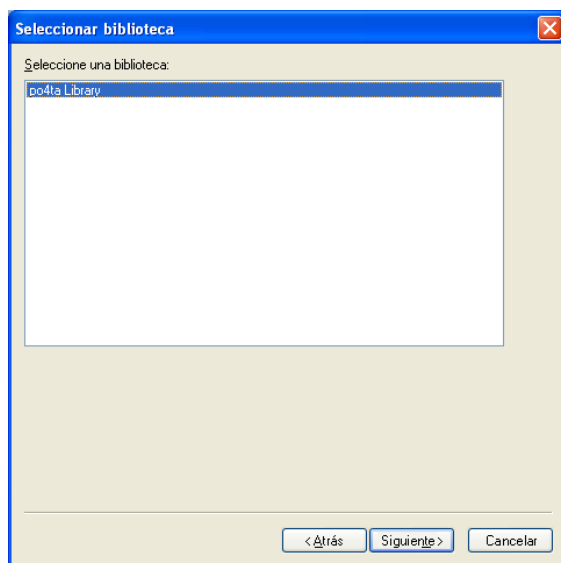 Seleccionar biblioteca
Seleccione una biblioteca:
po4ta Library
< Atrás
Siguiente >
Cancelar